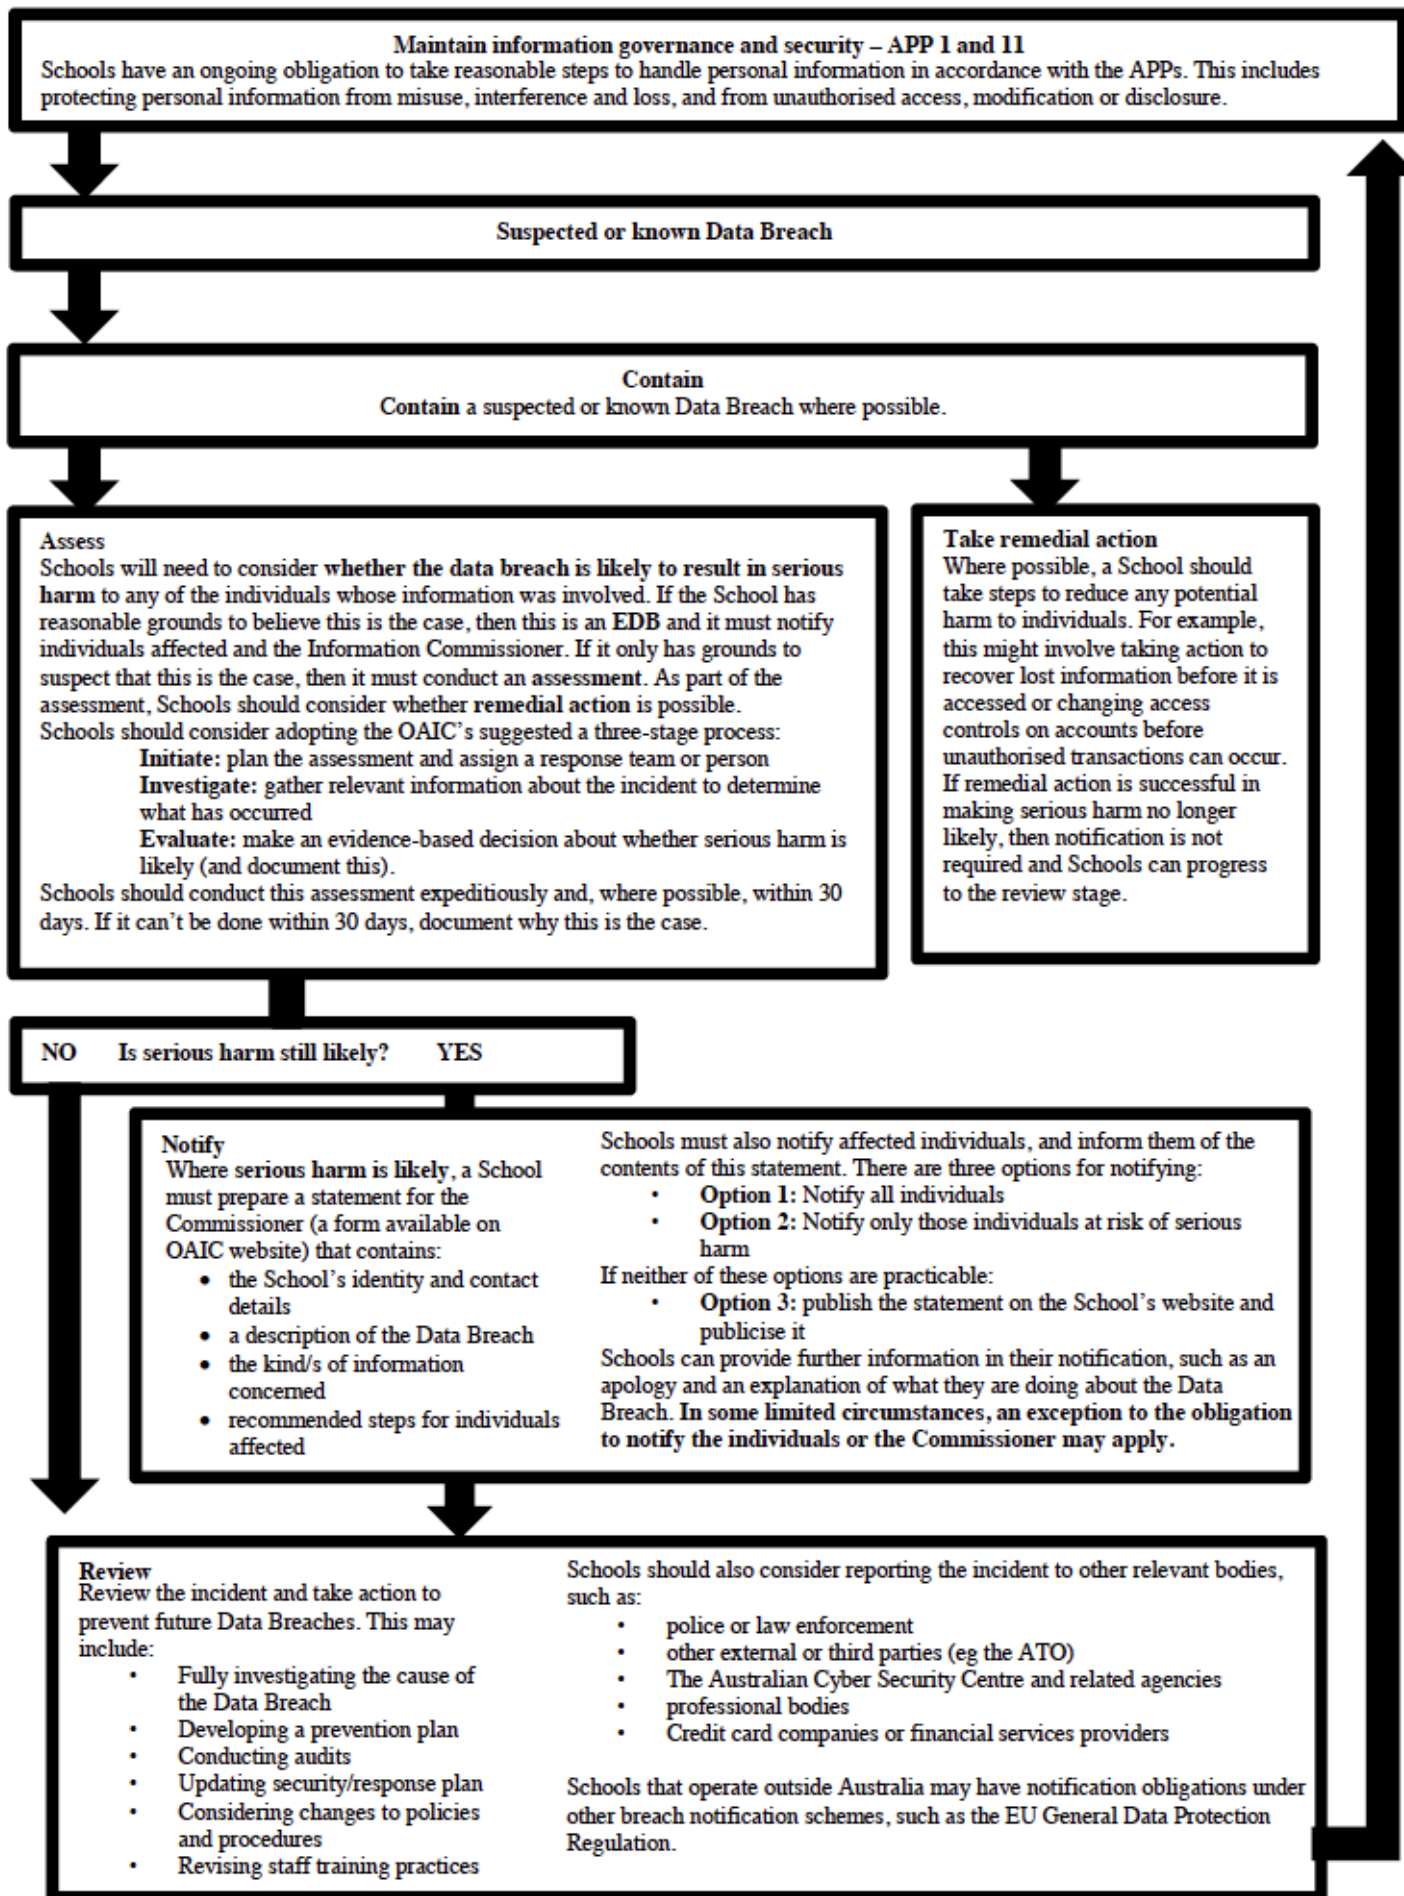 Maintain information governance and security – APP 1 and 11
Schools have an ongoing obligation to take reasonable steps to handle personal information in accordance with the APPs. This includes
protecting personal information from misuse, interference and loss, and from unauthorised access, modification or disclosure.
Suspected or known Data Breach
Contain
Contain a suspected or known Data Breach where possible.
Assess
Schools will need to consider whether the data breach is likely to result in serious
harm to any of the individuals whose information was involved. If the School has
reasonable grounds to believe this is the case, then this is an EDB and it must notify
individuals affected and the Information Commissioner. If it only has grounds to
suspect that this is the case, then it must conduct an assessment. As part of the
assessment, Schools should consider whether remedial action is possible.
Schools should consider adopting the OAIC’s suggested a three-stage process:
Initiate: plan the assessment and assign a response team or person
Investigate: gather relevant information about the incident to determine
what has occurred
Evaluate: make an evidence-based decision about whether serious harm is
likely (and document this).
Schools should conduct this assessment expeditiously and, where possible, within 30
days. If it can’t be done within 30 days, document why this is the case.
Take remedial action
Where possible, a School should
take steps to reduce any potential
harm to individuals. For example,
this might involve taking action to
recover lost information before it is
accessed or changing access
controls on accounts before
unauthorised transactions can occur.
If remedial action is successful in
making serious harm no longer
likely, then notification is not
required and Schools can progress
to the review stage.
NO Is serious harm still likely? YES
Notify
Where serious harm is likely, a School
must prepare a statement for the
Commissioner (a form available on
OAIC website) that contains:
• the School’s identity and contact
details
• a description of the Data Breach
• the kind/s of information
concerned
• recommended steps for individuals
affected
Schools must also notify affected individuals, and inform them of the
contents of this statement. There are three options for notifying:
• Option 1: Notify all individuals
• Option 2: Notify only those individuals at risk of serious
harm
If neither of these options are practicable:
• Option 3: publish the statement on the School’s website and
publicise it
Schools can provide further information in their notification, such as an
apology and an explanation of what they are doing about the Data
Breach. In some limited circumstances, an exception to the obligation
to notify the individuals or the Commissioner may apply.
Review
Review the incident and take action to
prevent future Data Breaches. This may
include:
• Fully investigating the cause of
the Data Breach
• Developing a prevention plan
• Conducting audits
• Updating security/response plan
• Considering changes to policies
and procedures
• Revising staff training practices
Schools should also consider reporting the incident to other relevant bodies,
such as:
• police or law enforcement
• other external or third parties (eg the ATO)
• The Australian Cyber Security Centre and related agencies
• professional bodies
• Credit card companies or financial services providers
Schools that operate outside Australia may have notification obligations under
other breach notification schemes, such as the EU General Data Protection
Regulation.